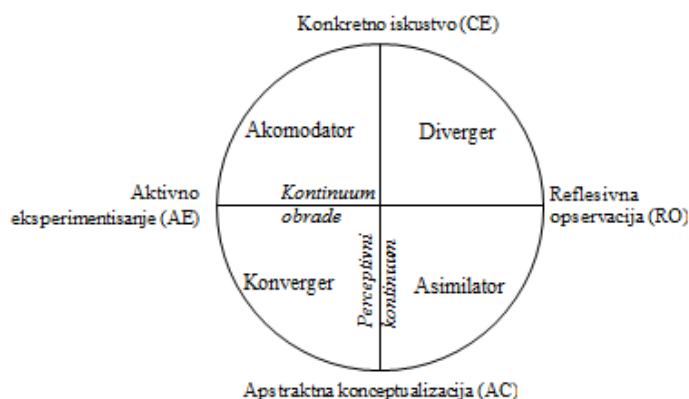 Konkretno iskustvo (CE)
Akomodator
Diverger
Aktivno
eksperimentisanje (AE)
Kontinuum
obrade
Reflesivna
opservacija (RO)
Konverger
Perceptivni
kontinuum
Asimilator
Apstraktna konceptualizacija (AC)